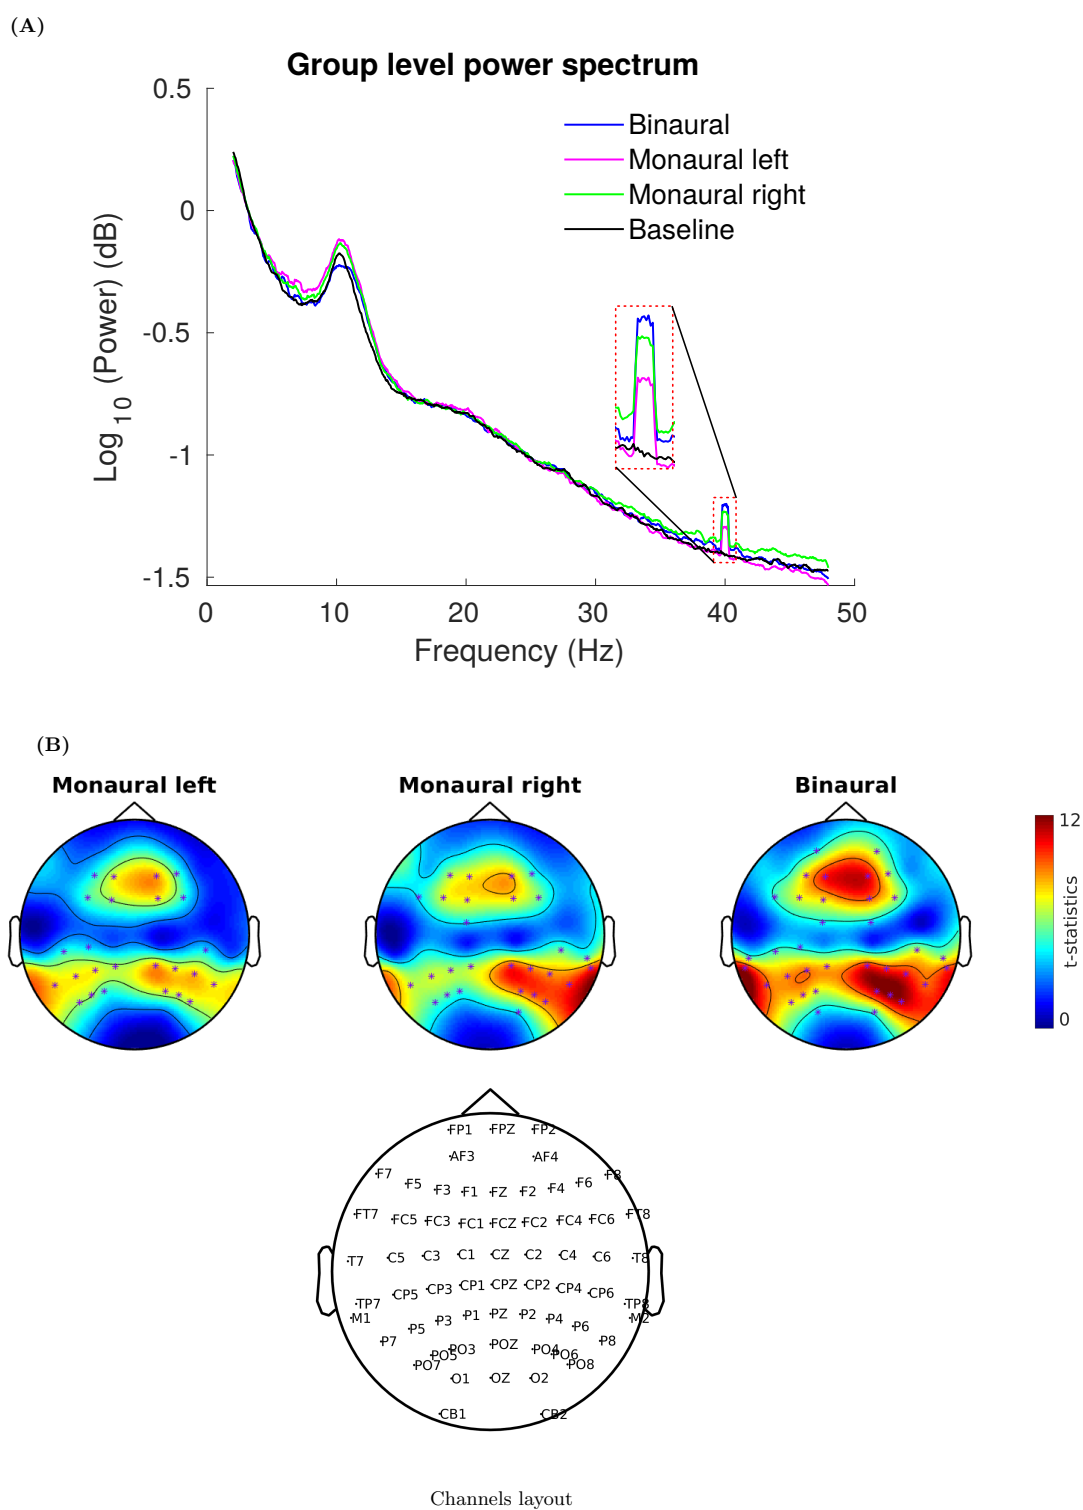 (A)
Group level power spectrum
Log 10 (Power) (dB)
0.5
0
-0.5
-1
-1.5
Binaural
Monaural left
Monaural right
Baseline
0 10 20 30 40 50
Frequency (Hz)
(B)
Monaural left Monaural right Binaural
12
t-statistics
0
FP1 FPZ FP2
AF3 AF4
F7 F5 F3 F1 FZ F2 F4 F6 F8
FT7 FC5 FC3 FC1 FCZ FC2 FC4 FC6 FT8
T7 C5 C3 C1 CZ C2 C4 C6 T8
TP7 CP5 CP3 CP1 CPZ CP2 CP4 CP6 TP8
M1 M2
P7 P5 P3 P1 PZ P2 P4 P6 P8
PO7 PO5 PO3 POZ PO4 PO6 PO8
O1 OZ O2
CB1 CB2
Channels layout